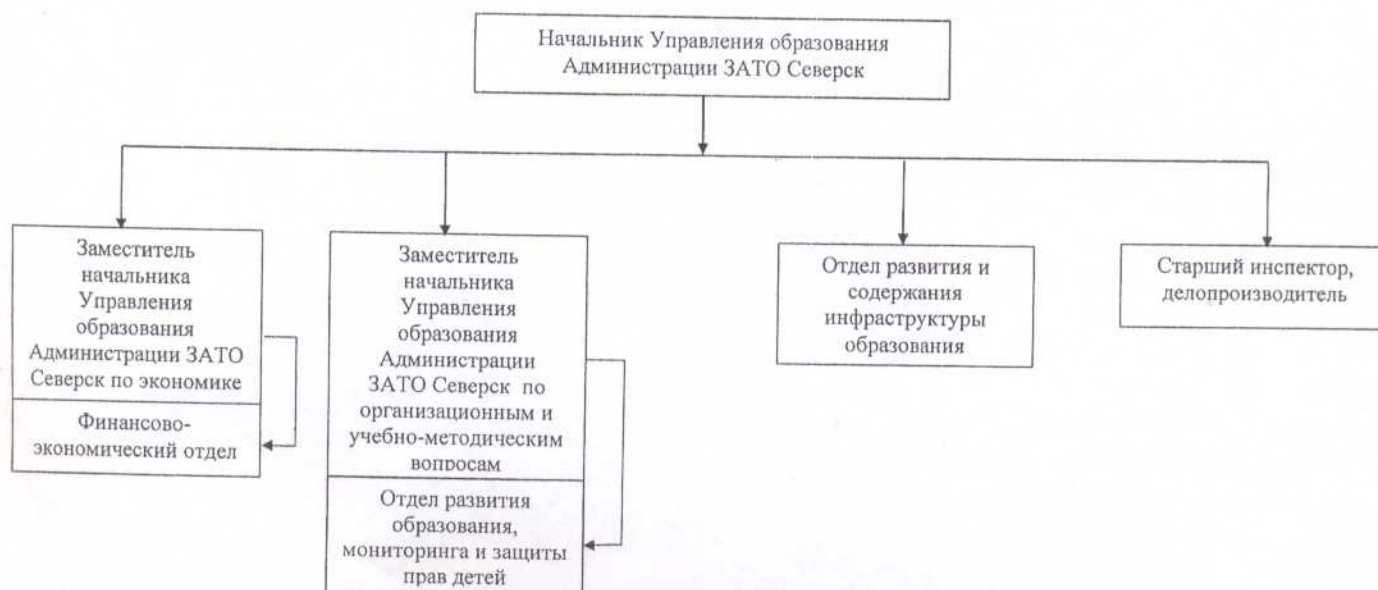 Начальник Управления образования
Администрации ЗАТО Северск
Заместитель
начальника
Управления
образования
Администрации ЗАТО
Северск по экономике
Финансово-
экономический отдел
Заместитель
начальника
Управления
образования
Администрации
ЗАТО Северск по
организационным и
учебно-методическим
вопросам
Отдел развития
образования,
мониторинга и защиты
прав детей
Отдел развития и
содержания
инфраструктуры
образования
Старший инспектор,
делопроизводитель